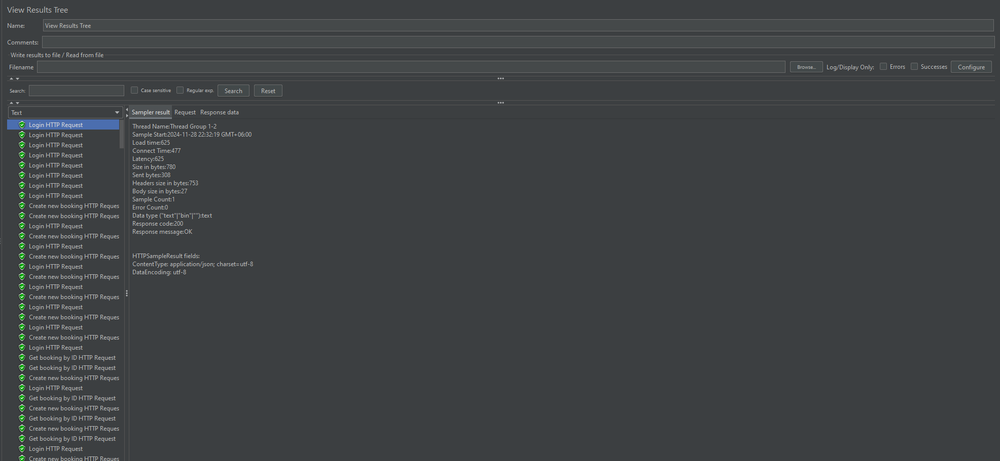 View Results Tree
Name: View Results Tree
Comments:
Write results to file / Read from file
Filename Browse... Log/Display Only: Errors Successes Configure
Search: Case sensitive Regular exp. Search Reset
Text
Sampler result Request Response data
Login HTTP Request
Login HTTP Request
Login HTTP Request
Login HTTP Request
Login HTTP Request
Login HTTP Request
Login HTTP Request
Login HTTP Request
Create new booking HTTP Reques
Create new booking HTTP Reques
Login HTTP Request
Create new booking HTTP Reques
Login HTTP Request
Create new booking HTTP Reques
Login HTTP Request
Create new booking HTTP Reques
Login HTTP Request
Create new booking HTTP Reques
Login HTTP Request
Create new booking HTTP Reques
Login HTTP Request
Create new booking HTTP Reques
Login HTTP Request
Get booking by ID HTTP Request
Get booking by ID HTTP Request
Create new booking HTTP Reques
Login HTTP Request
Get booking by ID HTTP Request
Create new booking HTTP Reques
Get booking by ID HTTP Request
Create new booking HTTP Reques
Get booking by ID HTTP Request
Login HTTP Request
Create new booking HTTP Reques
Thread Name:Thread Group 1-2
Sample Start:2024-11-28 22:32:19 GMT+06:00
Load time:625
Connect Time:477
Latency:625
Size in bytes:780
Sent bytes:308
Headers size in bytes:753
Body size in bytes:27
Sample Count:1
Error Count:0
Data type ("text"|"bin"|""):text
Response code:200
Response message:OK
HTTPSampleResult fields:
ContentType: application/json; charset=utf-8
DataEncoding: utf-8